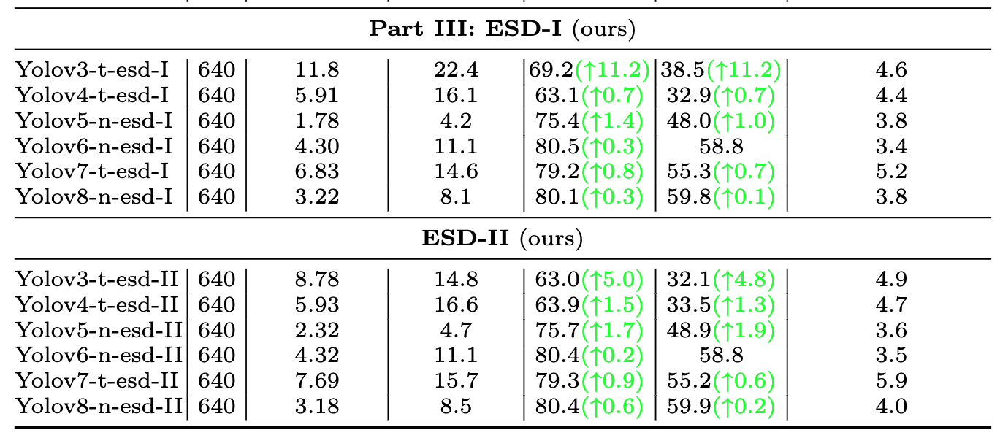 Part III: ESD-I (ours)
Yolov3-t-esd-I 640 11.8 22.4 69.2(↑11.2) 38.5(↑11.2) 4.6
Yolov4-t-esd-I 640 5.91 16.1 63.1(↑0.7) 32.9(↑0.7) 4.4
Yolov5-n-esd-I 640 1.78 4.2 75.4(↑1.4) 48.0(↑1.0) 3.8
Yolov6-n-esd-I 640 4.30 11.1 80.5(↑0.3) 58.8 3.4
Yolov7-t-esd-I 640 6.83 14.6 79.2(↑0.8) 55.3(↑0.7) 5.2
Yolov8-n-esd-I 640 3.22 8.1 80.1(↑0.3) 59.8(↑0.1) 3.8
ESD-II (ours)
Yolov3-t-esd-II 640 8.78 14.8 63.0(↑5.0) 32.1(↑4.8) 4.9
Yolov4-t-esd-II 640 5.93 16.6 63.9(↑1.5) 33.5(↑1.3) 4.7
Yolov5-n-esd-II 640 2.32 4.7 75.7(↑1.7) 48.9(↑1.9) 3.6
Yolov6-n-esd-II 640 4.32 11.1 80.4(↑0.2) 58.8 3.5
Yolov7-t-esd-II 640 7.69 15.7 79.3(↑0.9) 55.2(↑0.6) 5.9
Yolov8-n-esd-II 640 3.18 8.5 80.4(↑0.6) 59.9(↑0.2) 4.0